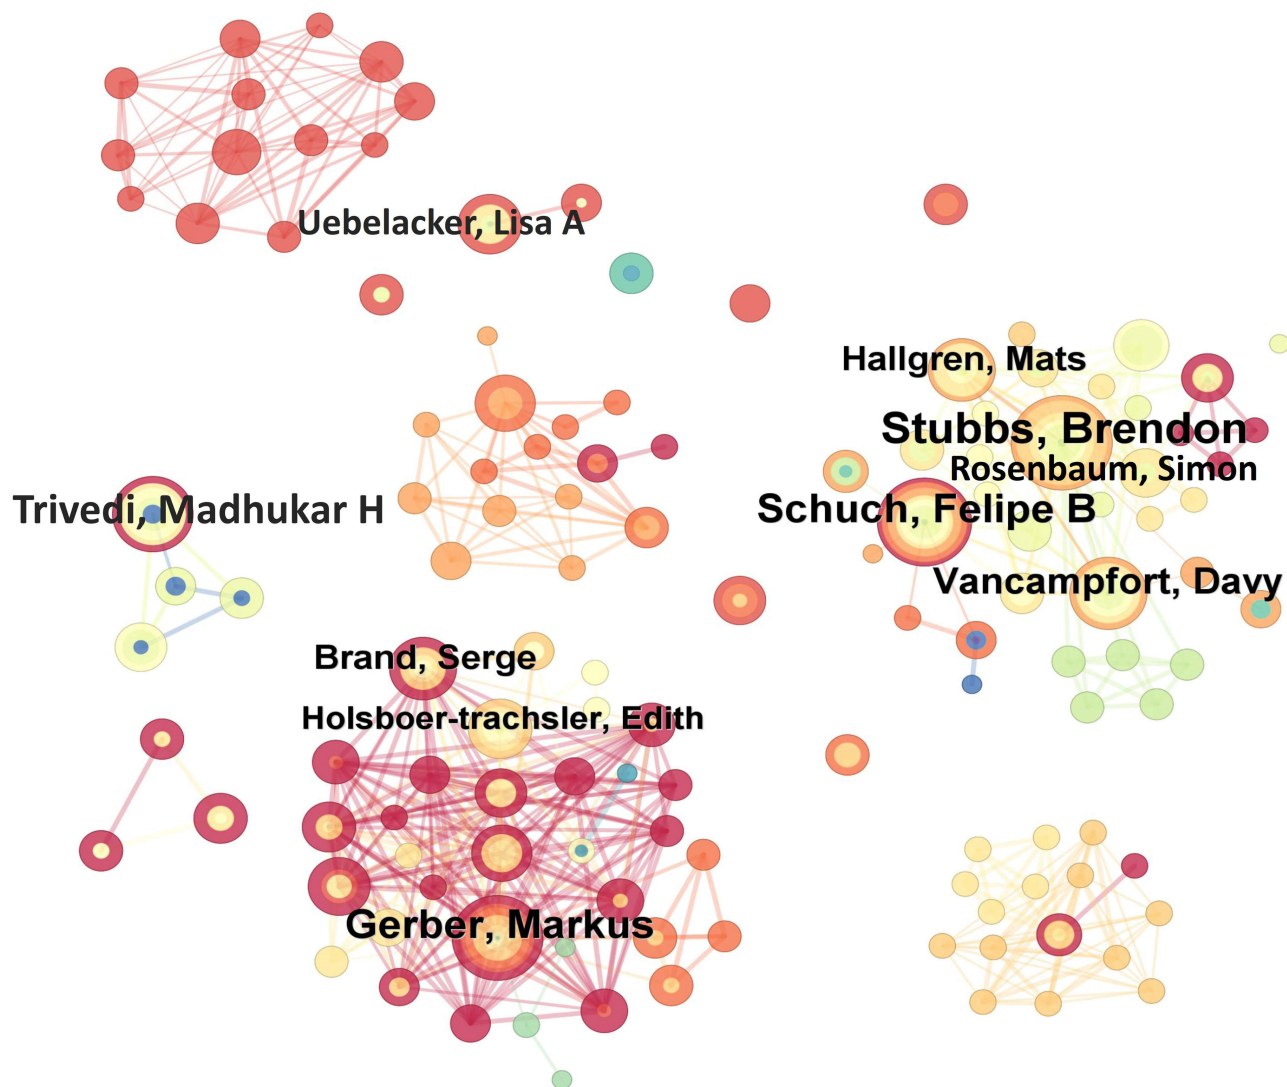 Uebelacker, Lisa A
Hallgren, Mats
Stubbs, Brendon
Rosenbaum, Simon
Trivedi, Madhukar H
Schuch, Felipe B
Vancampfort, Davy
Brand, Serge
Holsboer-trachsler, Edith
Gerber, Markus